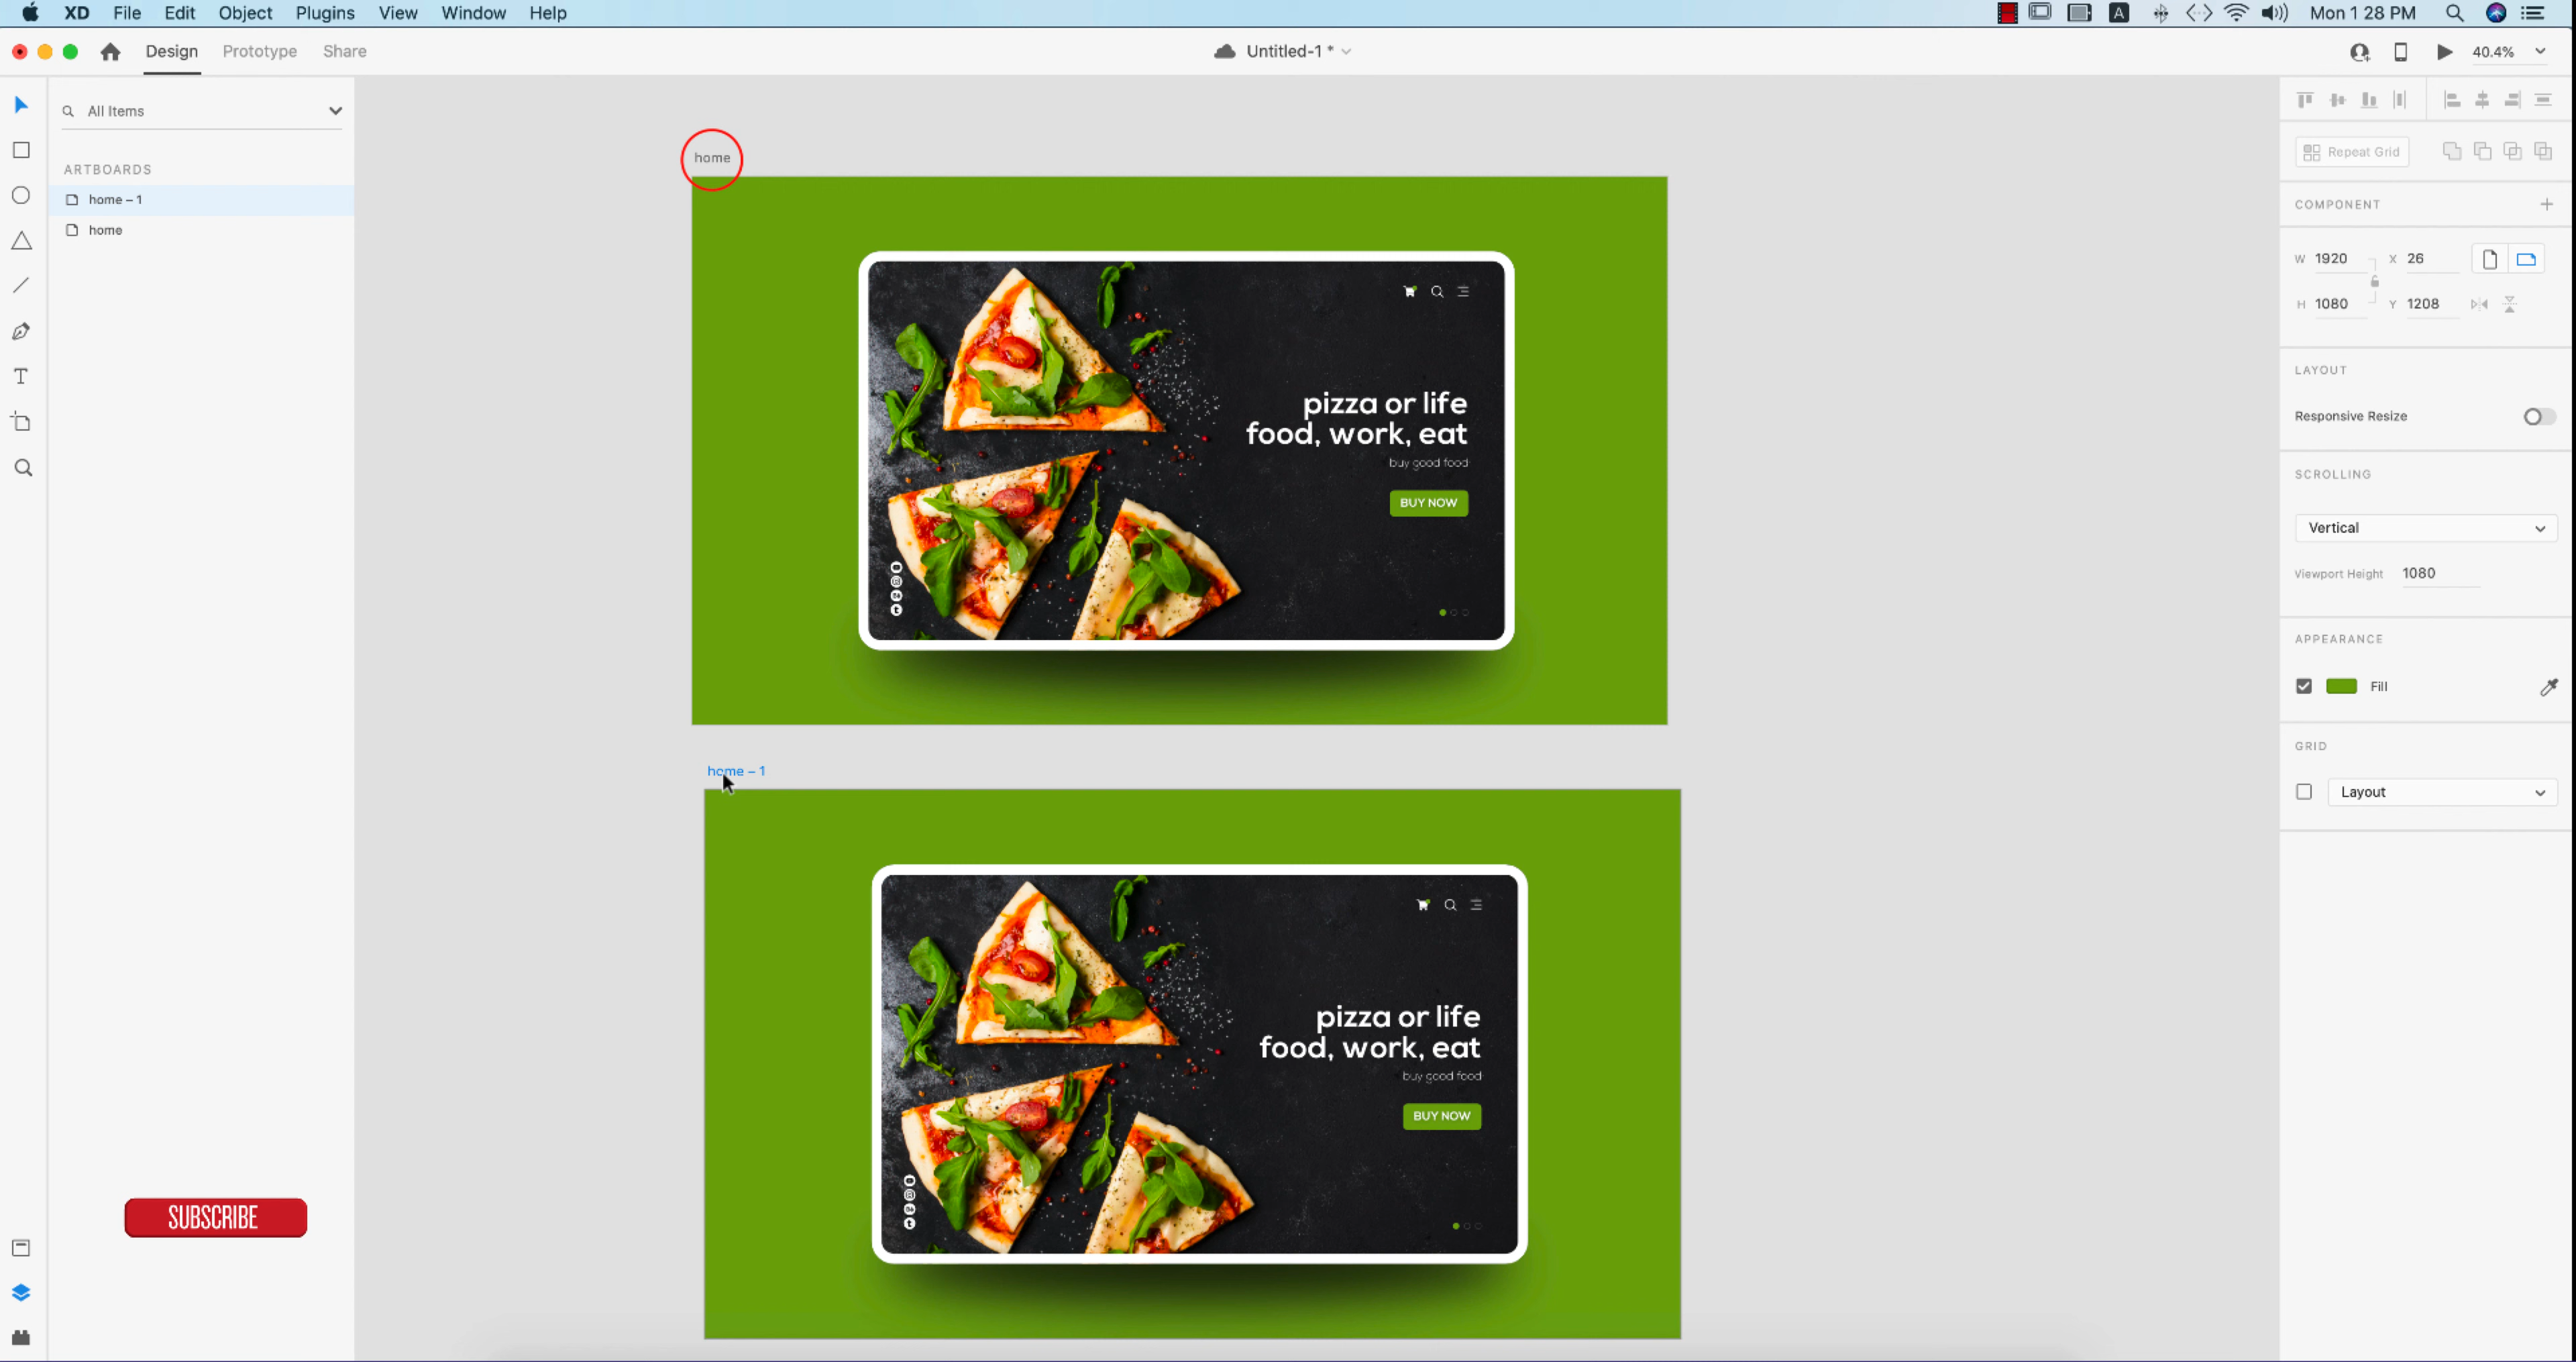 XD File Edit Object Plugins View Window Help
A
Mon 1 28 PM
Design Prototype Share
Untitled-1 *
40.4%
All Items
ARTBOARDS
home – 1
home
SUBSCRIBE
home
pizza or life
food, work, eat
buy good food
BUY NOW
home – 1
pizza or life
food, work, eat
buy good food
BUY NOW
Repeat Grid
COMPONENT
W 1920 X 26
H 1080 Y 1208
LAYOUT
Responsive Resize
SCROLLING
Vertical
Viewport Height 1080
APPEARANCE
Fill
GRID
Layout